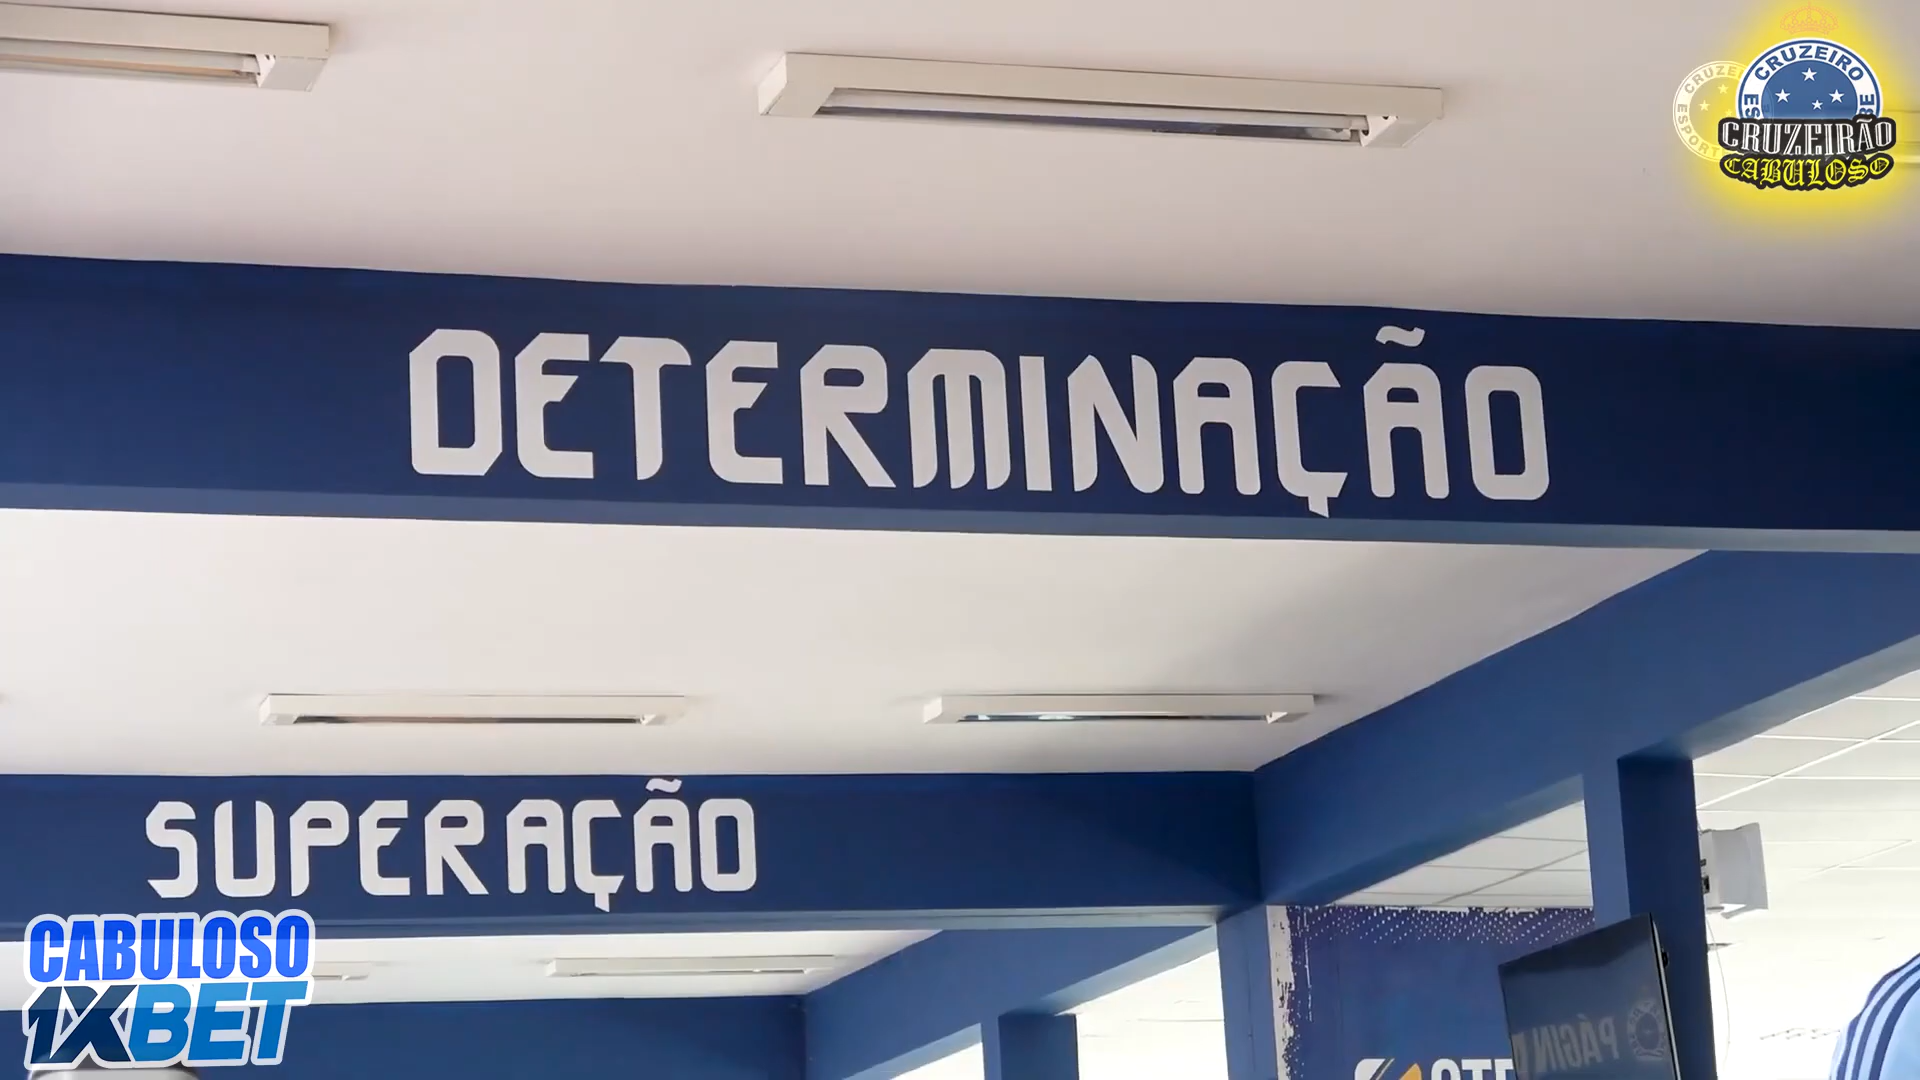 CRUZEIRO
CRUZEIRÃO
CABULOSO
DETERMINAÇÃO
SUPERAÇÃO
CABULOSO
1XBET